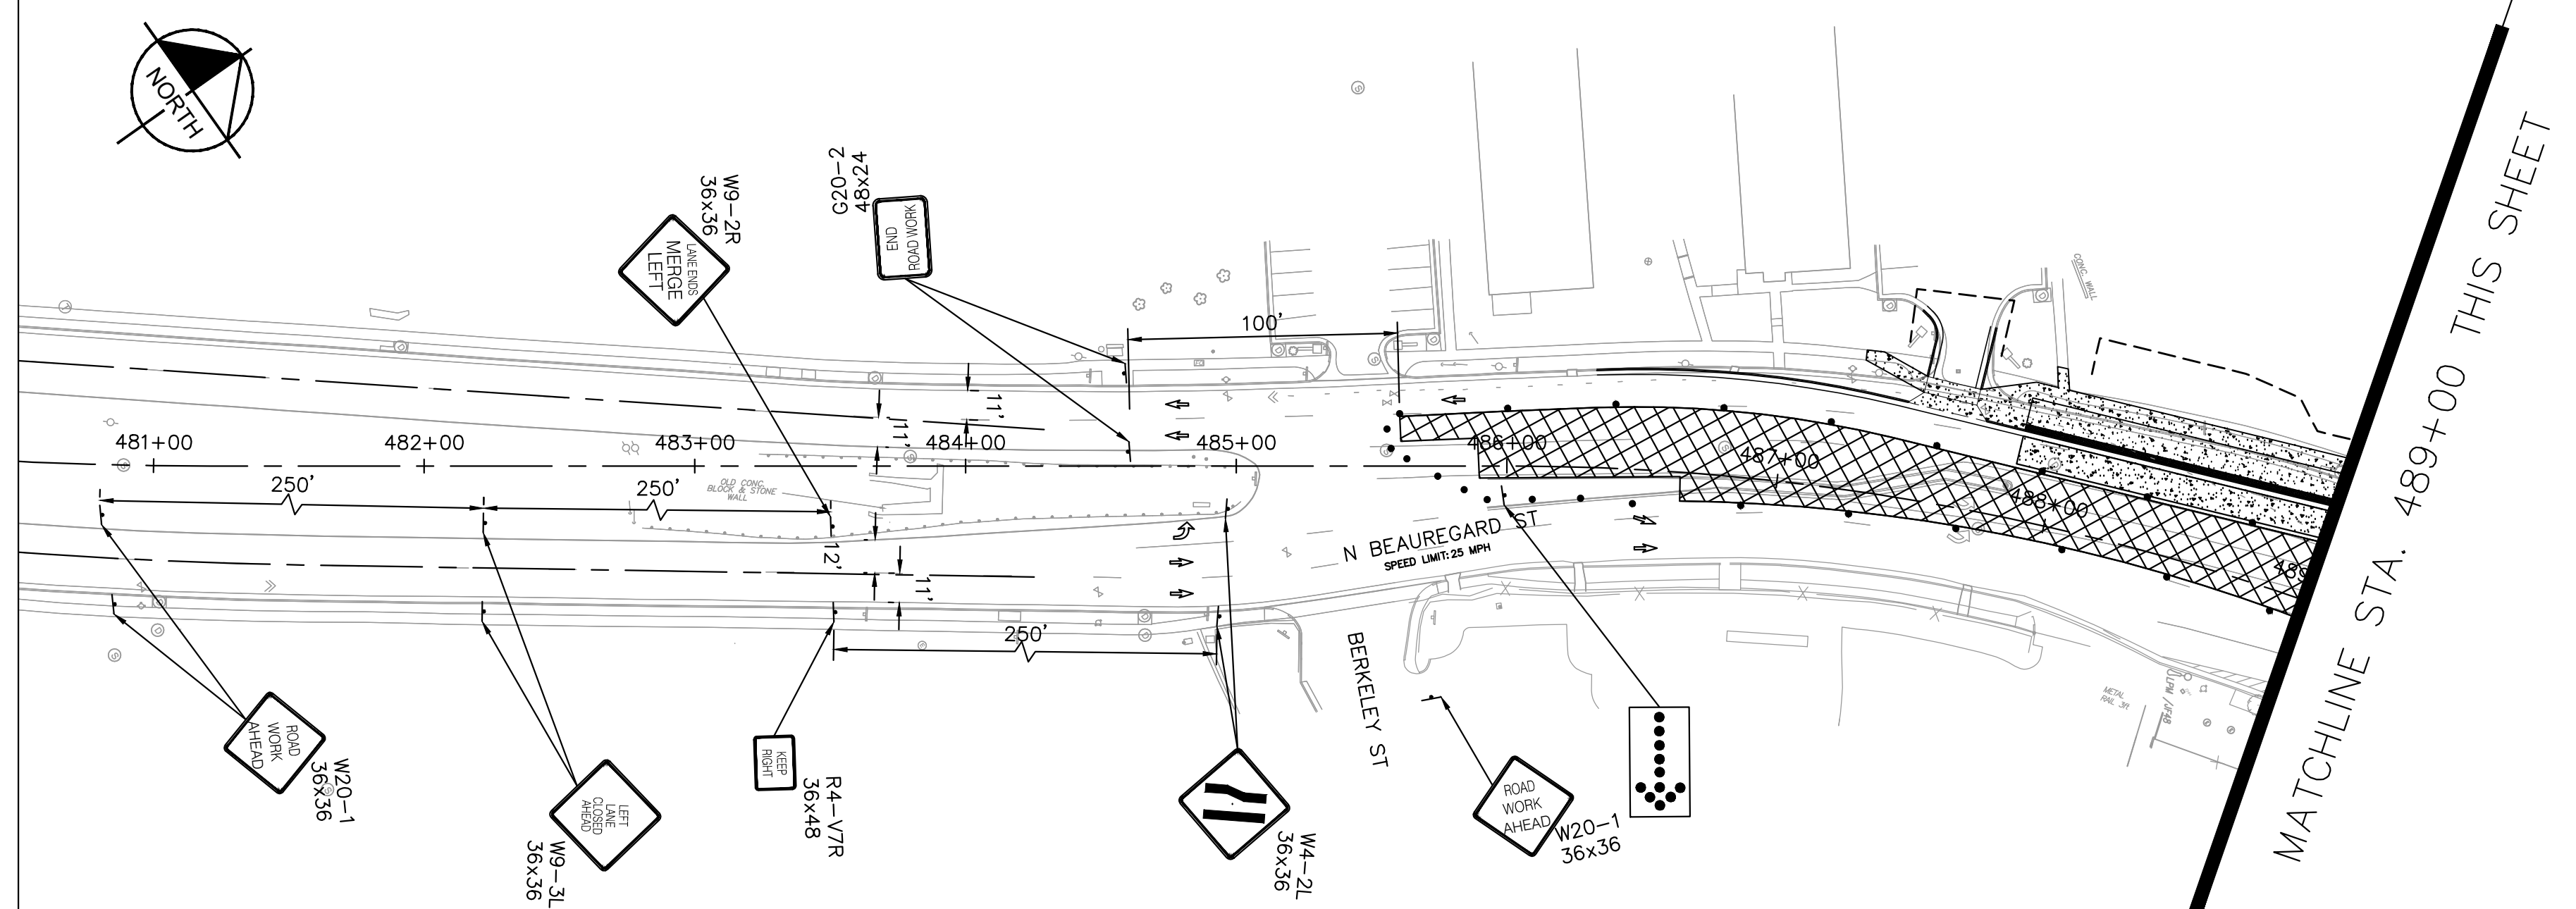 NORTH
W9-2R
36x36
LANE ENDS
MERGE
LEFT
G20-2
48x24
END
ROAD WORK
100'
CONC.
WALL
11'
11'
481+00
482+00
483+00
484+00
485+00
486+00
487+00
488+00
250'
250'
OLD CONC.
BLOCK & STONE
WALL
12'
11'
250'
N BEAUREGARD ST
SPEED LIMIT: 25 MPH
BERKELEY ST
ROAD
WORK
AHEAD
W20-1
36x36
LEFT
LANE
CLOSED
AHEAD
W9-3L
36x36
KEEP
RIGHT
R4-V7R
36x48
W4-2L
36x36
ROAD
WORK
AHEAD
W20-1
36x36
METAL
MATCHLINE STA. 489+00 THIS SHEET